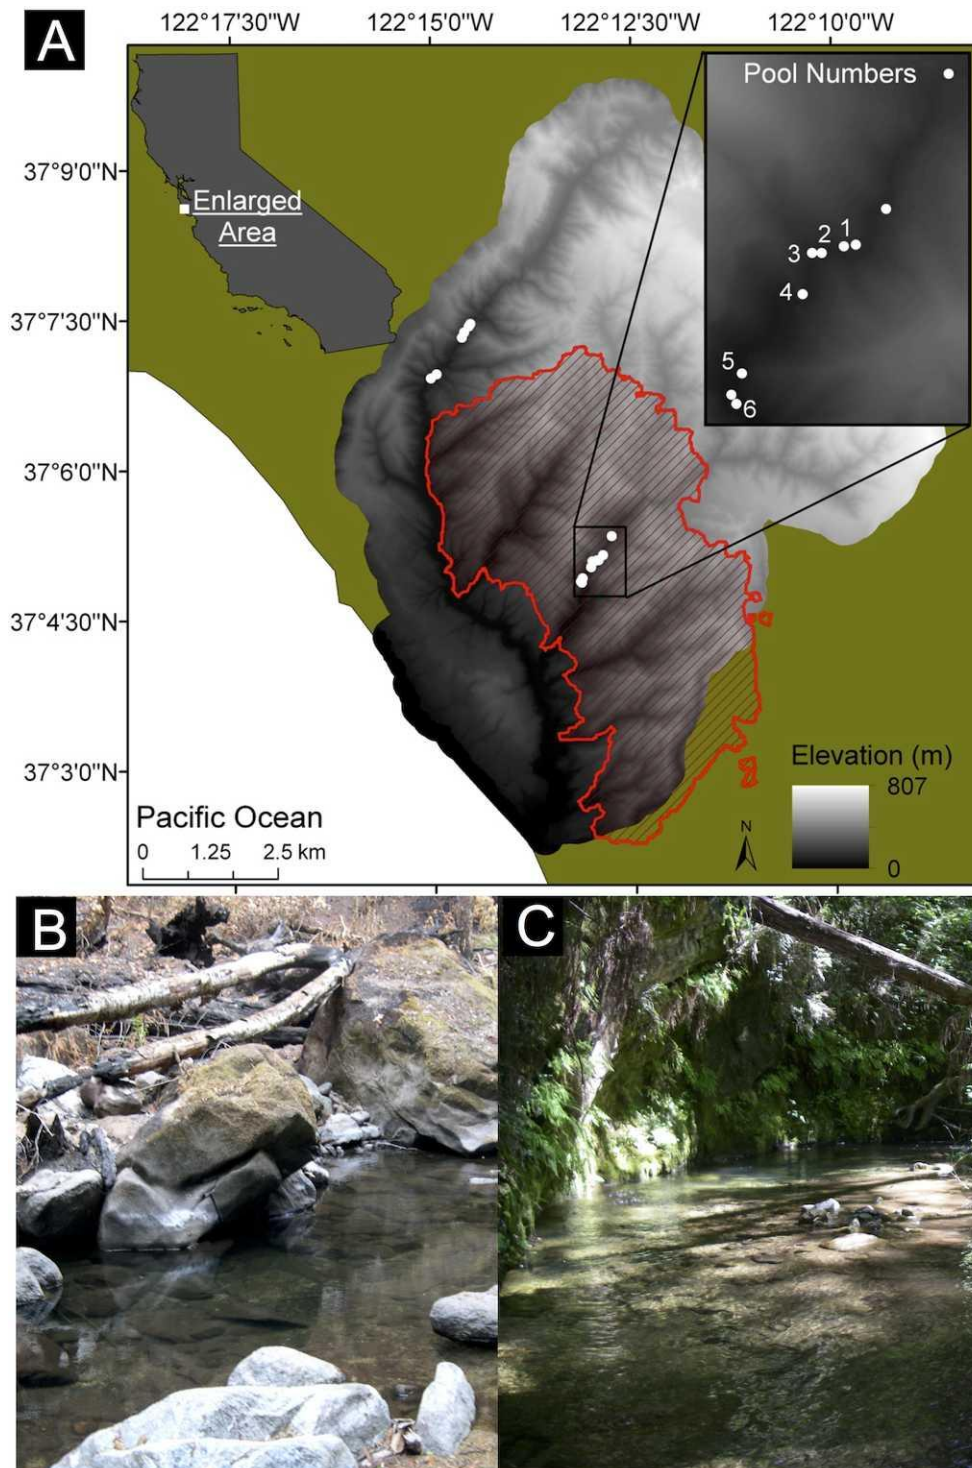 A
122°17'30"W
122°15'0"W
122°12'30"W
122°10'0"W
Pool Numbers
37°9'0"N
Enlarged
Area
1
2
3
4
5
6
37°7'30"N
37°6'0"N
37°4'30"N
37°3'0"N
Elevation (m)
807
0
N
Pacific Ocean
0 1.25 2.5 km
B
C